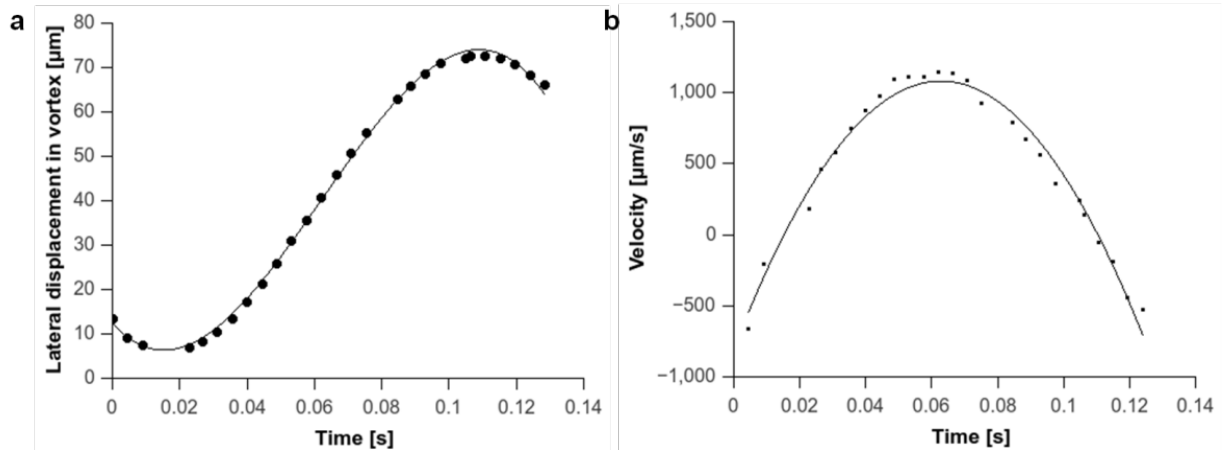 a
Lateral displacement in vortex [µm]
80
70
60
50
40
30
20
10
0
0 0.02 0.04 0.06 0.08 0.1 0.12 0.14
Time [s]
b
Velocity [µm/s]
1,500
1,000
500
0
−500
−1,000
0 0.02 0.04 0.06 0.08 0.1 0.12 0.14
Time [s]